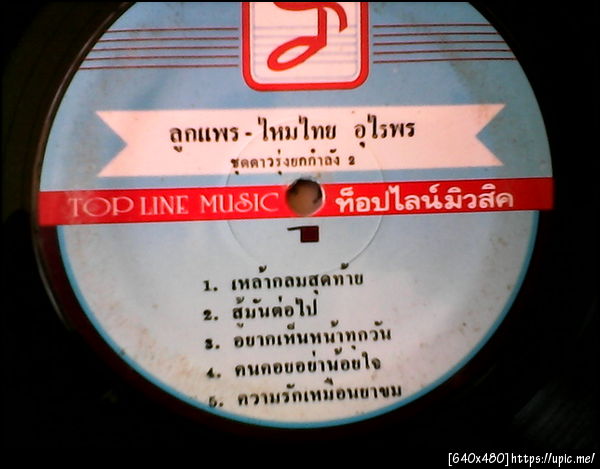 ลูกแพร - ไหมไทย อุไรพร
ชุดดาวรุ่งยกกำลัง 2
TOP LINE MUSIC ท็อปไลน์มิวสิค
1. เหล้ากลมสุดท้าย
2. สู้มันต่อไป
3. อยากเห็นหน้าทุกวัน
4. คนคอยอย่าน้อยใจ
5. ความรักเหมือนยาขม
[640x480]https://upic.me/